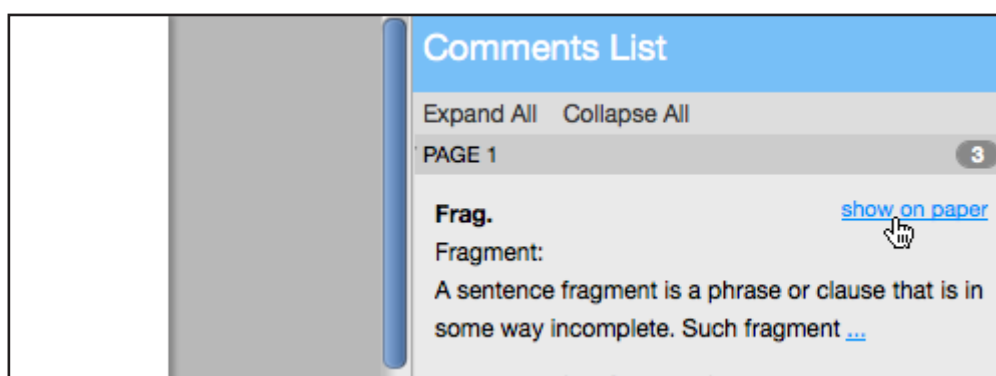 Comments List
Expand All Collapse All
PAGE 1 3
Frag. show on paper
Fragment:
A sentence fragment is a phrase or clause that is in
some way incomplete. Such fragment ...